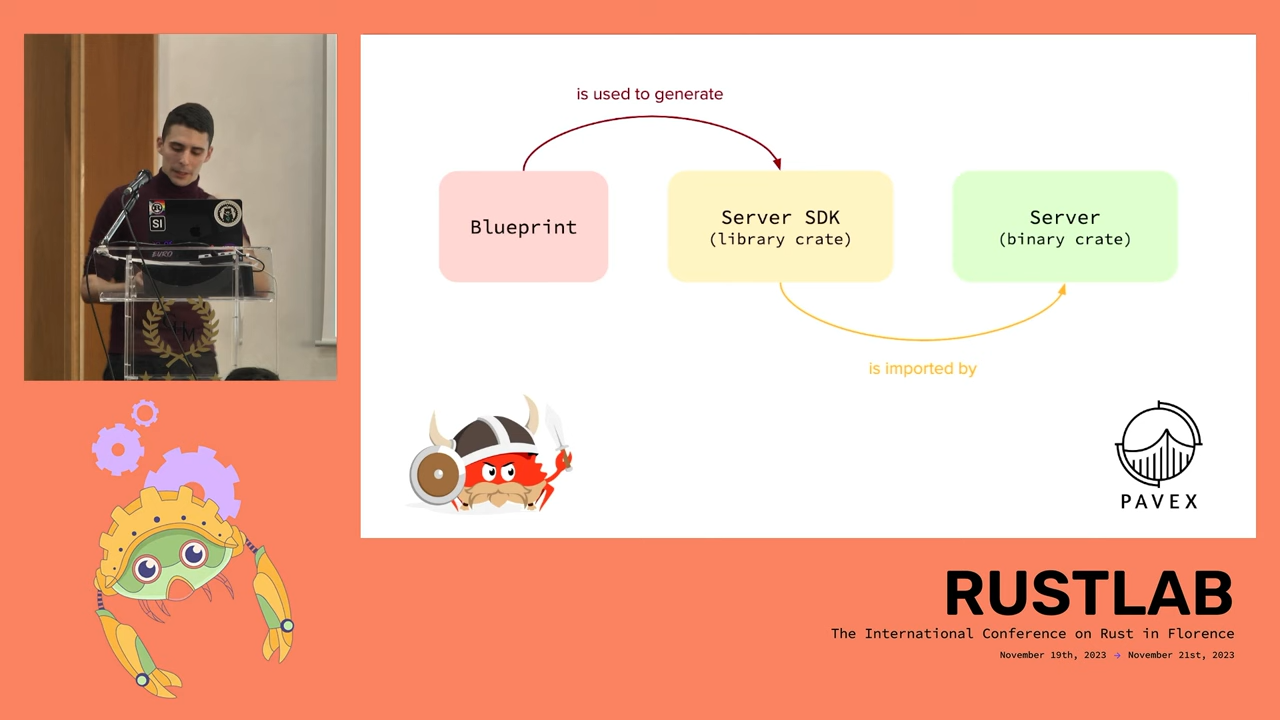 is used to generate
Blueprint
Server SDK
(library crate)
Server
(binary crate)
is imported by
PAVEX
SI
RUSTLAB
The International Conference on Rust in Florence
November 19th, 2023 → November 21st, 2023